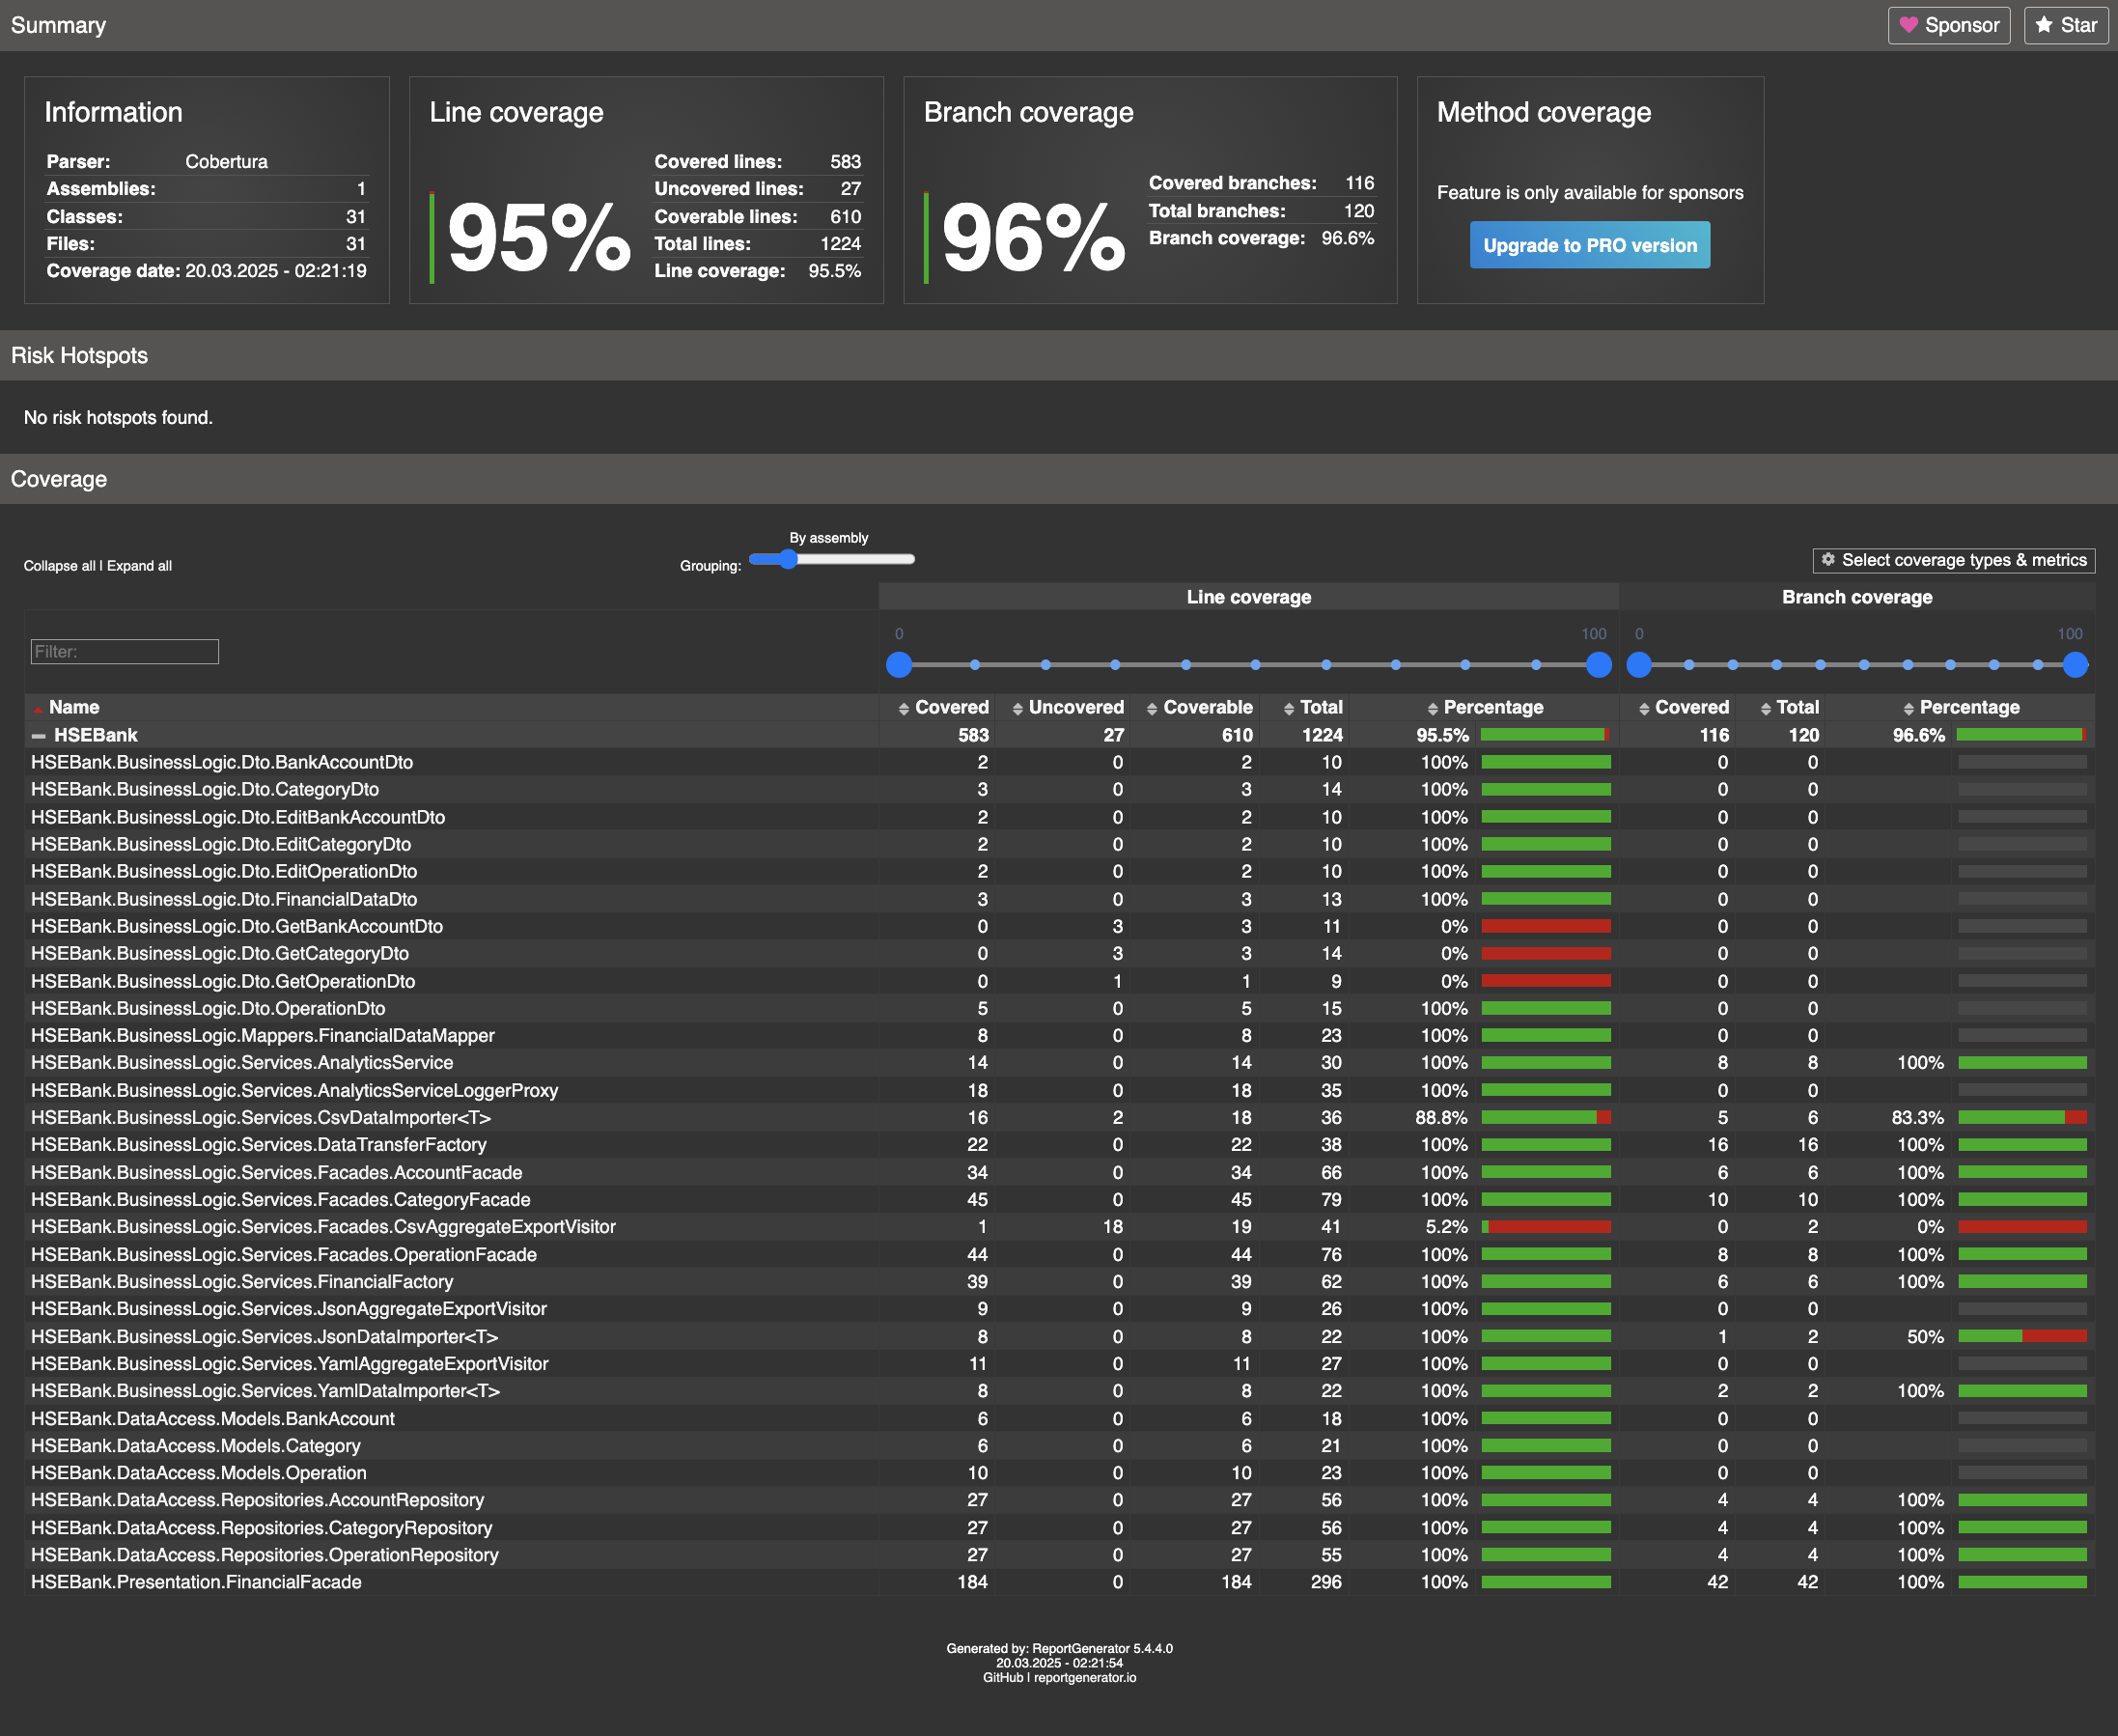 Summary
Sponsor
Star
Information
Parser: Cobertura
Assemblies: 1
Classes: 31
Files: 31
Coverage date: 20.03.2025 - 02:21:19
Line coverage
95%
Covered lines: 583
Uncovered lines: 27
Coverable lines: 610
Total lines: 1224
Line coverage: 95.5%
Branch coverage
96%
Covered branches: 116
Total branches: 120
Branch coverage: 96.6%
Method coverage
Feature is only available for sponsors
Upgrade to PRO version
Risk Hotspots
No risk hotspots found.
Coverage
Collapse all | Expand all
Grouping:
By assembly
Select coverage types & metrics
Line coverage Branch coverage
0 100 0 100
Filter:
Name Covered Uncovered Coverable Total Percentage Covered Total Percentage
HSEBank 583 27 610 1224 95.5% 116 120 96.6%
HSEBank.BusinessLogic.Dto.BankAccountDto 2 0 2 10 100% 0 0
HSEBank.BusinessLogic.Dto.CategoryDto 3 0 3 14 100% 0 0
HSEBank.BusinessLogic.Dto.EditBankAccountDto 2 0 2 10 100% 0 0
HSEBank.BusinessLogic.Dto.EditCategoryDto 2 0 2 10 100% 0 0
HSEBank.BusinessLogic.Dto.EditOperationDto 2 0 2 10 100% 0 0
HSEBank.BusinessLogic.Dto.FinancialDataDto 3 0 3 13 100% 0 0
HSEBank.BusinessLogic.Dto.GetBankAccountDto 0 3 3 11 0% 0 0
HSEBank.BusinessLogic.Dto.GetCategoryDto 0 3 3 14 0% 0 0
HSEBank.BusinessLogic.Dto.GetOperationDto 0 1 1 9 0% 0 0
HSEBank.BusinessLogic.Dto.OperationDto 5 0 5 15 100% 0 0
HSEBank.BusinessLogic.Mappers.FinancialDataMapper 8 0 8 23 100% 0 0
HSEBank.BusinessLogic.Services.AnalyticsService 14 0 14 30 100% 8 8 100%
HSEBank.BusinessLogic.Services.AnalyticsServiceLoggerProxy 18 0 18 35 100% 0 0
HSEBank.BusinessLogic.Services.CsvDataImporter<T> 16 2 18 36 88.8% 5 6 83.3%
HSEBank.BusinessLogic.Services.DataTransferFactory 22 0 22 38 100% 16 16 100%
HSEBank.BusinessLogic.Services.Facades.AccountFacade 34 0 34 66 100% 6 6 100%
HSEBank.BusinessLogic.Services.Facades.CategoryFacade 45 0 45 79 100% 10 10 100%
HSEBank.BusinessLogic.Services.Facades.CsvAggregateExportVisitor 1 18 19 41 5.2% 0 2 0%
HSEBank.BusinessLogic.Services.Facades.OperationFacade 44 0 44 76 100% 8 8 100%
HSEBank.BusinessLogic.Services.FinancialFactory 39 0 39 62 100% 6 6 100%
HSEBank.BusinessLogic.Services.JsonAggregateExportVisitor 9 0 9 26 100% 0 0
HSEBank.BusinessLogic.Services.JsonDataImporter<T> 8 0 8 22 100% 1 2 50%
HSEBank.BusinessLogic.Services.YamlAggregateExportVisitor 11 0 11 27 100% 0 0
HSEBank.BusinessLogic.Services.YamlDataImporter<T> 8 0 8 22 100% 2 2 100%
HSEBank.DataAccess.Models.BankAccount 6 0 6 18 100% 0 0
HSEBank.DataAccess.Models.Category 6 0 6 21 100% 0 0
HSEBank.DataAccess.Models.Operation 10 0 10 23 100% 0 0
HSEBank.DataAccess.Repositories.AccountRepository 27 0 27 56 100% 4 4 100%
HSEBank.DataAccess.Repositories.CategoryRepository 27 0 27 56 100% 4 4 100%
HSEBank.DataAccess.Repositories.OperationRepository 27 0 27 55 100% 4 4 100%
HSEBank.Presentation.FinancialFacade 184 0 184 296 100% 42 42 100%
Generated by: ReportGenerator 5.4.4.0
20.03.2025 - 02:21:54
GitHub | reportgenerator.io